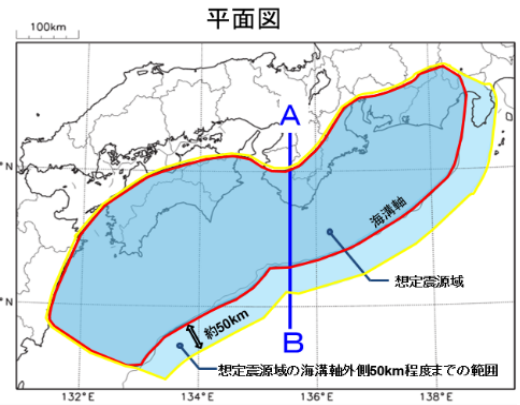 平面図
100km
A
°N
海溝軸
想定震源域
°N
約50km
B
想定震源域の海溝軸外側50km程度までの範囲
132°E
134°E
136°E
138°E